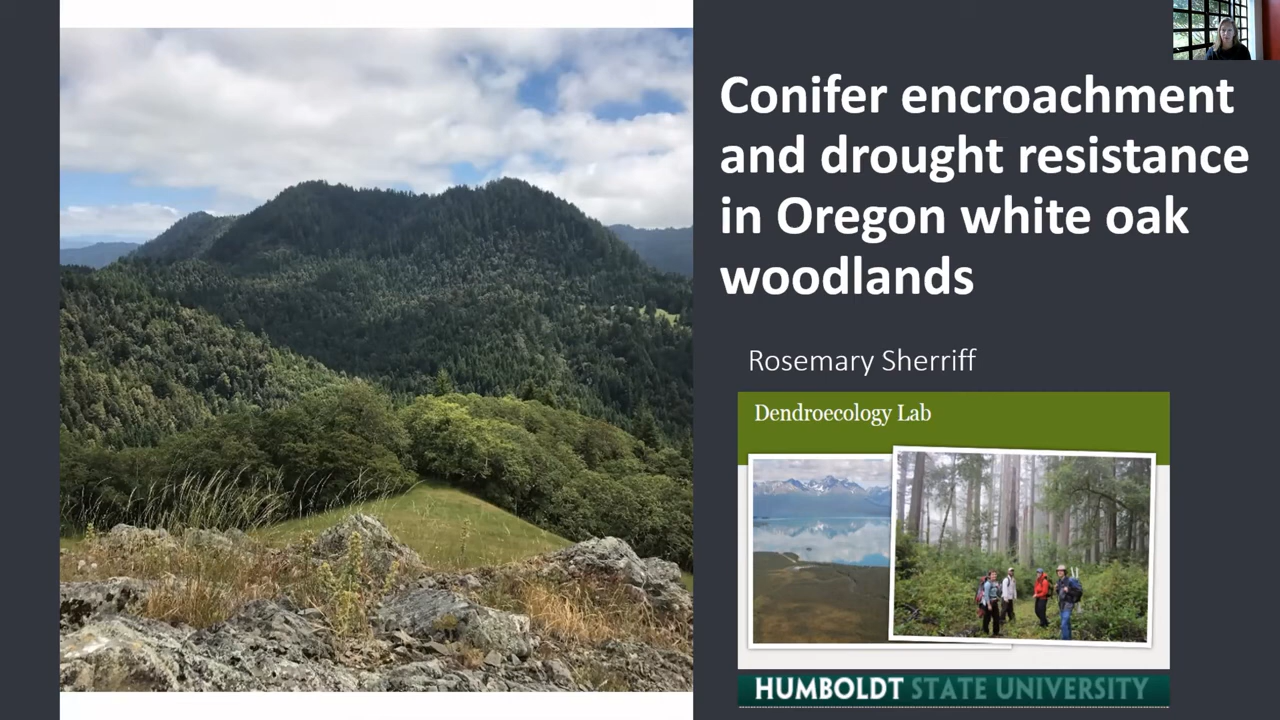 Conifer encroachment
and drought resistance
in Oregon white oak
woodlands
Rosemary Sherriff
Dendroecology Lab
HUMBOLDT STATE UNIVERSITY